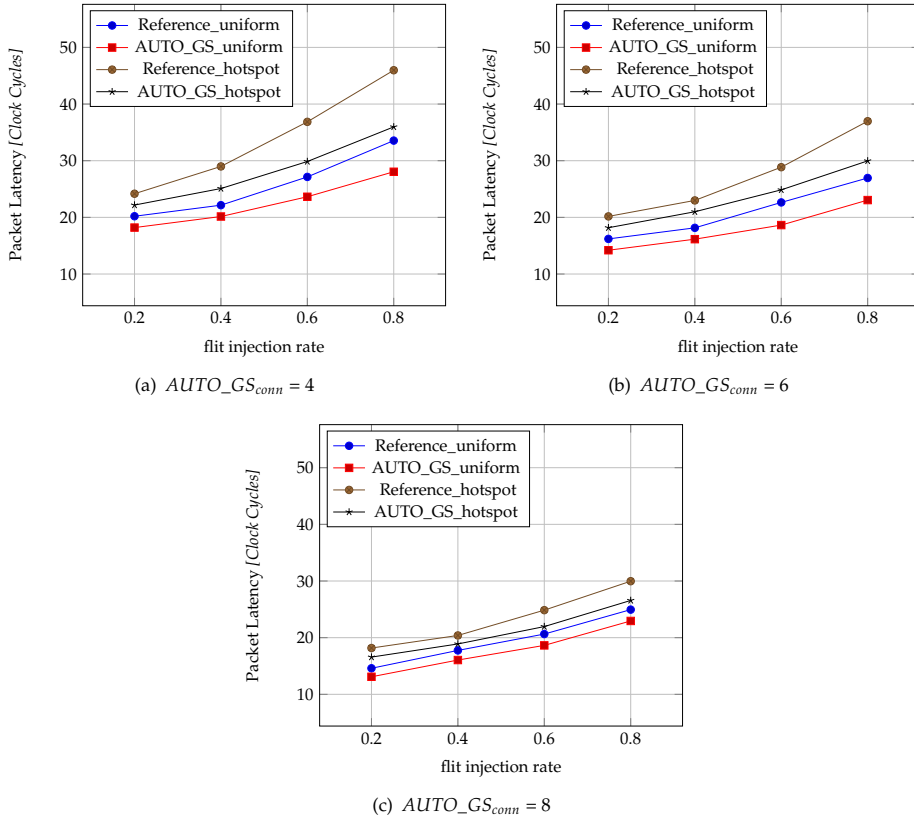 Reference_uniform
AUTO_GS_uniform
Reference_hotspot
AUTO_GS_hotspot
Packet Latency [Clock Cycles]
50
40
30
20
10
0.2 0.4 0.6 0.8
flit injection rate
(a) AUTO_GSconn = 4
Reference_uniform
AUTO_GS_uniform
Reference_hotspot
AUTO_GS_hotspot
Packet Latency [Clock Cycles]
50
40
30
20
10
0.2 0.4 0.6 0.8
flit injection rate
(b) AUTO_GSconn = 6
Reference_uniform
AUTO_GS_uniform
Reference_hotspot
AUTO_GS_hotspot
Packet Latency [Clock Cycles]
50
40
30
20
10
0.2 0.4 0.6 0.8
flit injection rate
(c) AUTO_GSconn = 8